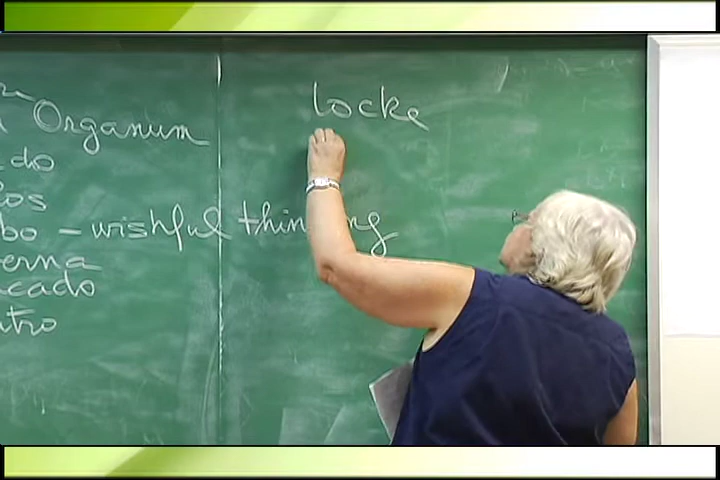 locke
Organum
do
os
bo - wishful thinking
erna
cado
tro